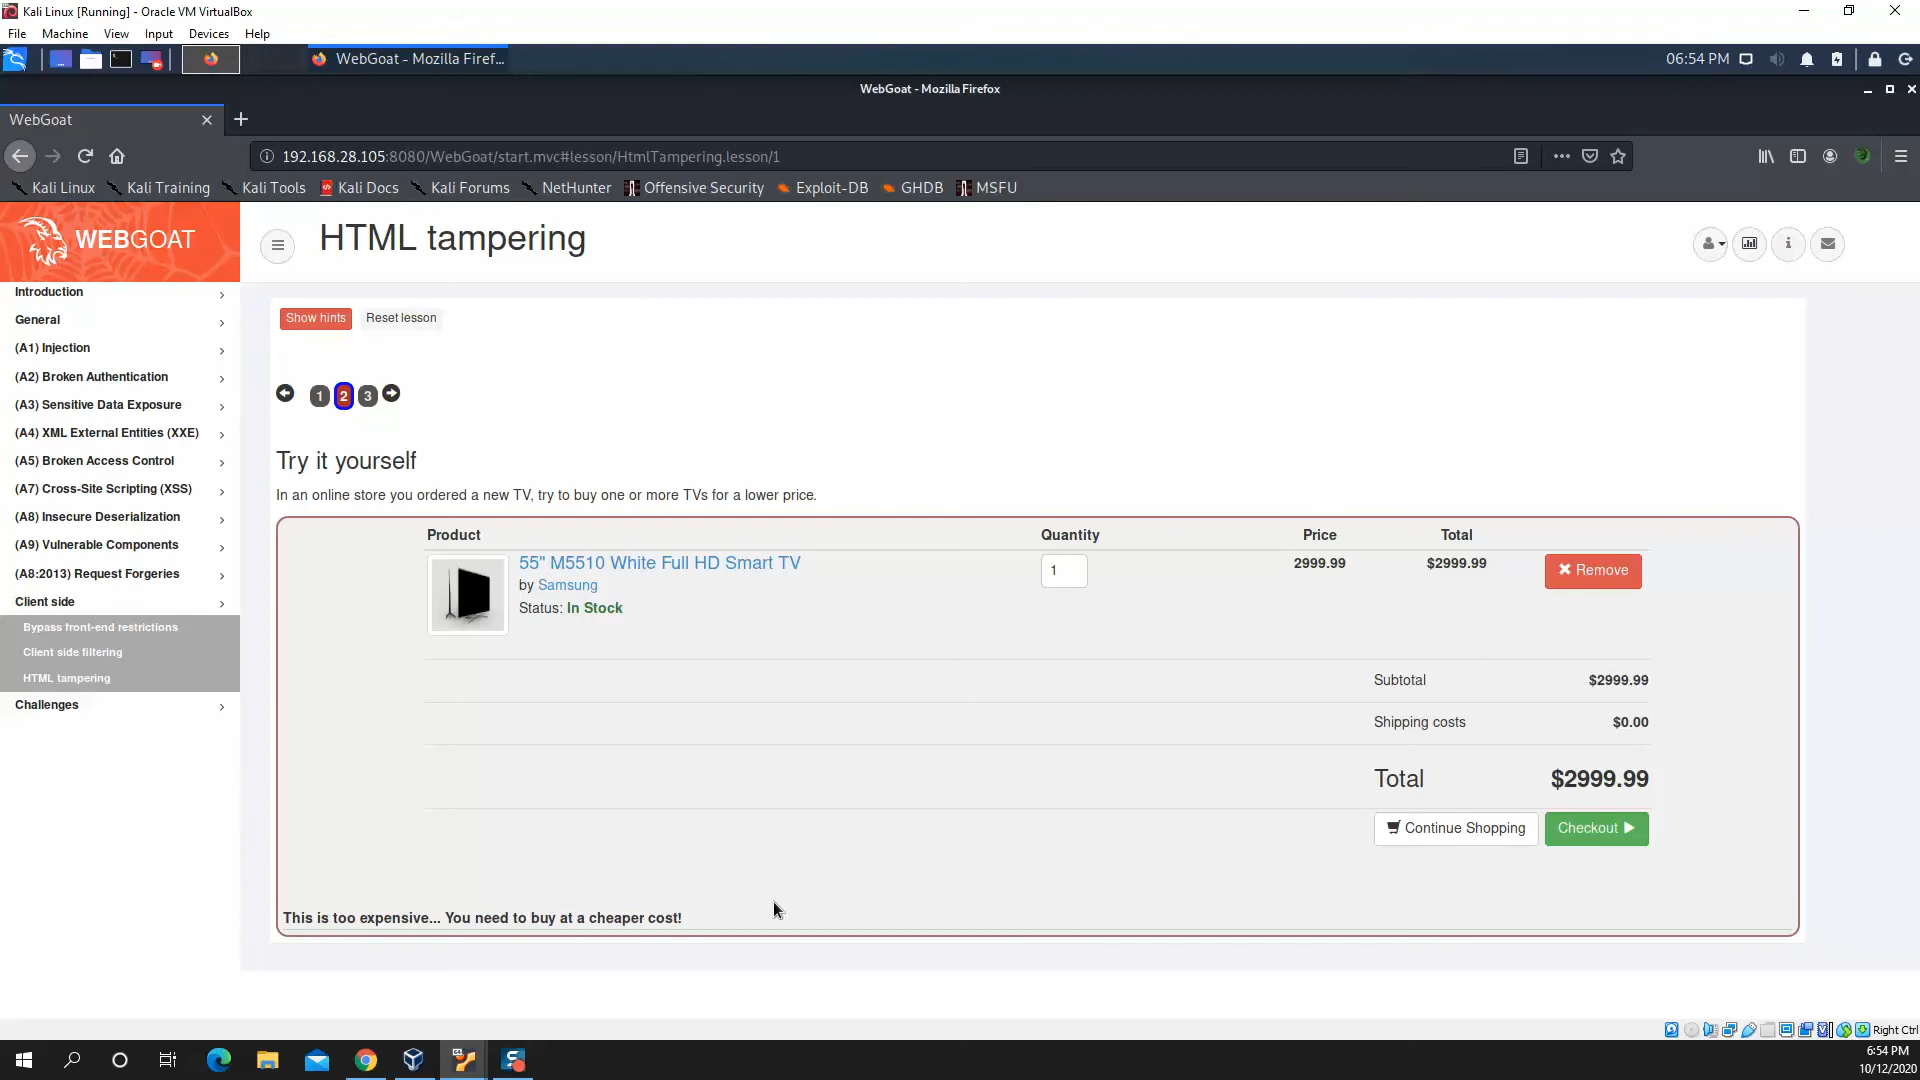 Kali Linux [Running] - Oracle VM VirtualBox
File Machine View Input Devices Help
WebGoat - Mozilla Firef... 06:54 PM
WebGoat - Mozilla Firefox
WebGoat
192.168.28.105:8080/WebGoat/start.mvc#lesson/HtmlTampering.lesson/1
Kali Linux Kali Training Kali Tools Kali Docs Kali Forums NetHunter Offensive Security Exploit-DB GHDB MSFU
WEBGOAT
HTML tampering
Introduction
General
(A1) Injection
(A2) Broken Authentication
(A3) Sensitive Data Exposure
(A4) XML External Entities (XXE)
(A5) Broken Access Control
(A7) Cross-Site Scripting (XSS)
(A8) Insecure Deserialization
(A9) Vulnerable Components
(A8:2013) Request Forgeries
Client side
Bypass front-end restrictions
Client side filtering
HTML tampering
Challenges
Show hints Reset lesson
1 2 3
Try it yourself
In an online store you ordered a new TV, try to buy one or more TVs for a lower price.
Product Quantity Price Total
55" M5510 White Full HD Smart TV 1 2999.99 $2999.99 Remove
by Samsung
Status: In Stock
Subtotal $2999.99
Shipping costs $0.00
Total $2999.99
Continue Shopping Checkout
This is too expensive... You need to buy at a cheaper cost!
Right Ctrl
6:54 PM
10/12/2020